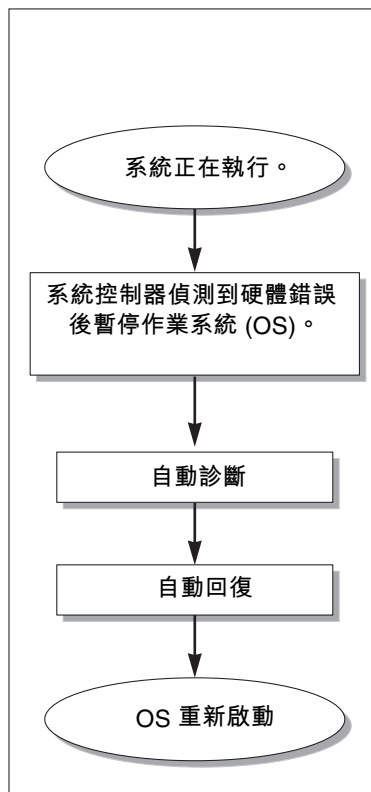 系統正在執行。
系統控制器偵測到硬體錯誤
後暫停作業系統 (OS)。
自動診斷
自動回復
OS 重新啟動